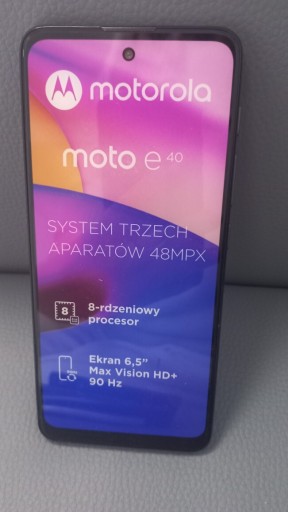 motorola
moto e40
SYSTEM TRZECH
APARATÓW 48MPX
8
8-rdzeniowy
procesor
Ekran 6,5"
Max Vision HD+
90 Hz